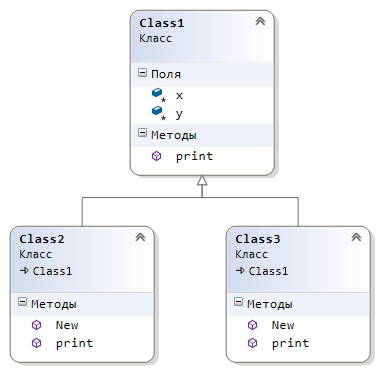 Class1
Класс
Поля
x
y
Методы
print
Class2
Класс
Class1
Методы
New
print
Class3
Класс
Class1
Методы
New
print